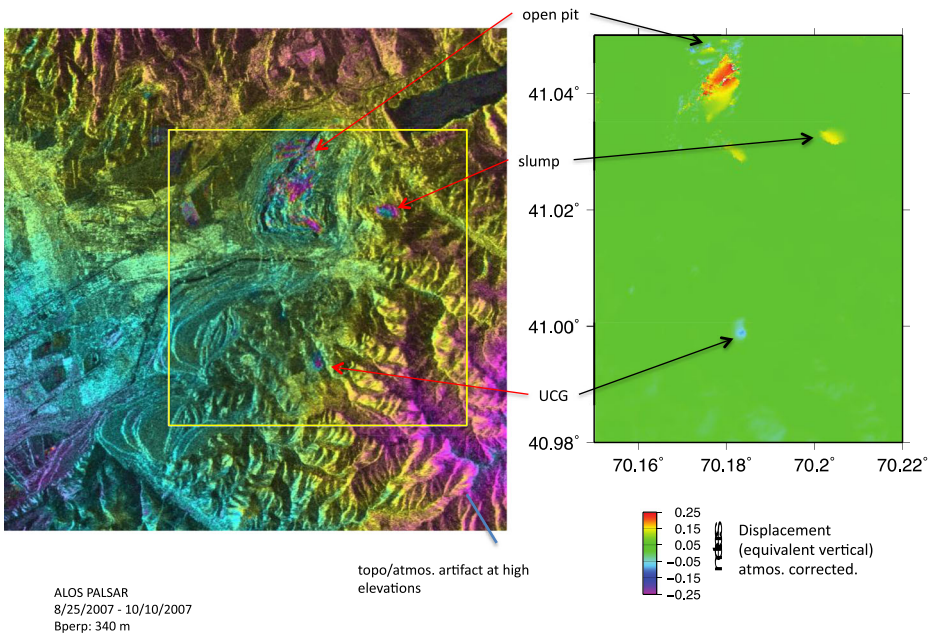 open pit
slump
UCG
41.04°
41.02°
41.00°
40.98°
70.16° 70.18° 70.2° 70.22°
0.25
0.15
0.05
−0.05
−0.15
−0.25
Displacement
(equivalent vertical)
atmos. corrected.
topo/atmos. artifact at high
elevations
ALOS PALSAR
8/25/2007 - 10/10/2007
Bperp: 340 m